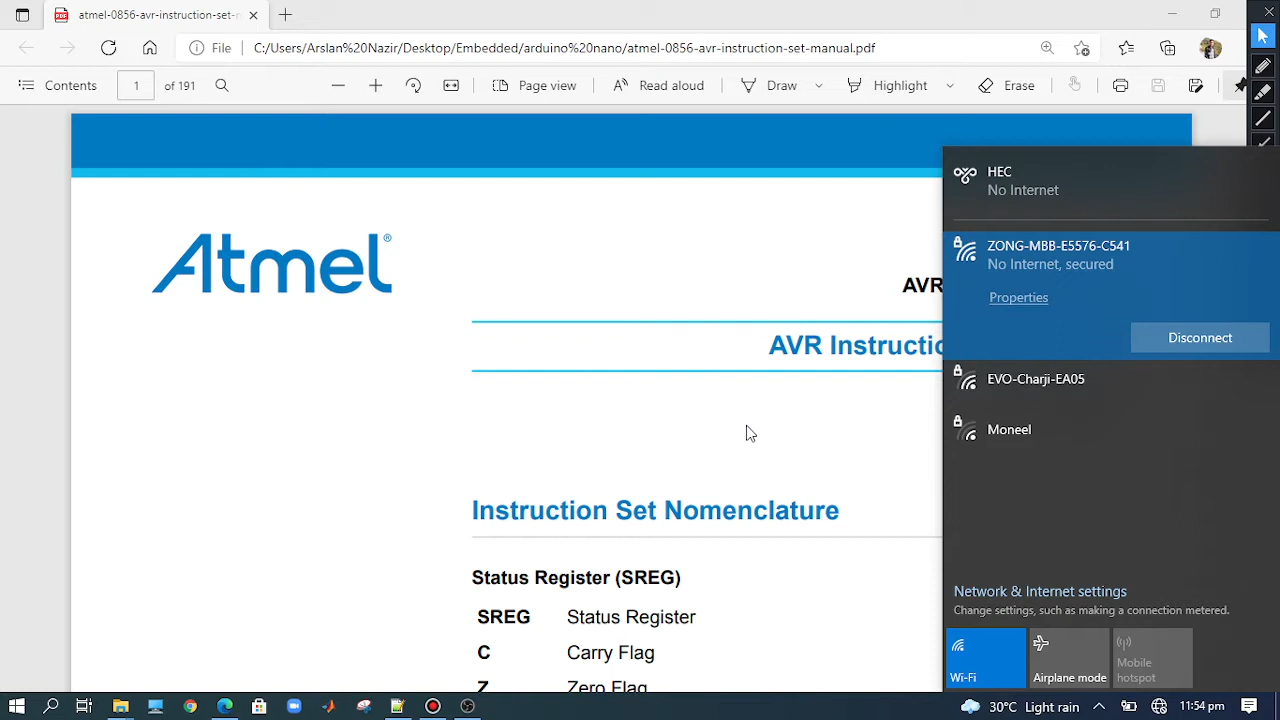 atmel-0856-avr-instruction-set-m
File
C:/Users/Arslan%20Nazir/Desktop/Embedded/arduino%20nano/atmel-0856-avr-instruction-set-manual.pdf
Contents
1
of 191
Page view
Read aloud
Draw
Highlight
Erase
Atmel®
AVR
AVR Instructio
Instruction Set Nomenclature
Status Register (SREG)
SREG Status Register
C Carry Flag
Z Zero Flag
HEC
No Internet
ZONG-MBB-E5576-C541
No Internet, secured
Properties
Disconnect
EVO-Charji-EA05
Moneel
Network & Internet settings
Change settings, such as making a connection metered.
Wi-Fi
Airplane mode
Mobile
hotspot
30°C Light rain
11:54 pm